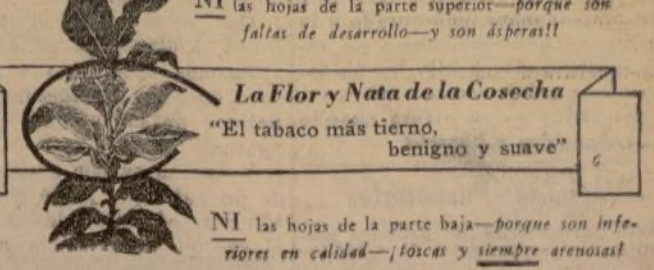 NI las hojas de la parte superior—porque son
faltas de desarrollo—y son ásperas!!
La Flor y Nata de la Cosecha
“El tabaco más tierno,
benigno y suave”
6
NI las hojas de la parte baja—porque son infe-
riores en calidad—¡toscas y siempre arenosas!